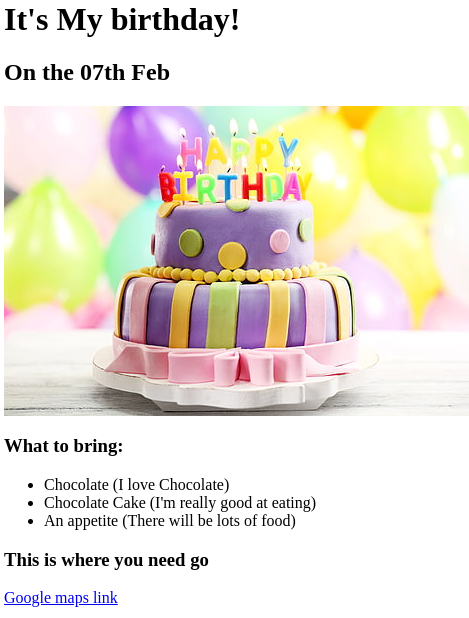 It's My birthday!
On the 07th Feb
HAPPY
BIRTHDAY
What to bring:
Chocolate (I love Chocolate)
Chocolate Cake (I'm really good at eating)
An appetite (There will be lots of food)
This is where you need go
Google maps link